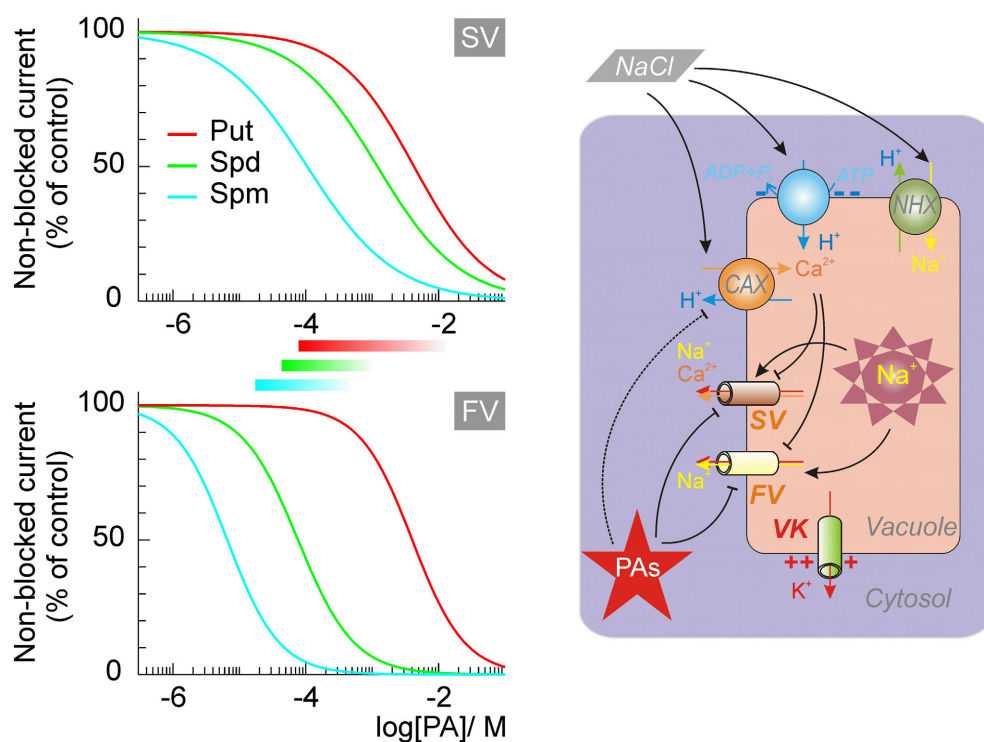 100
SV
Non-blocked current
(% of control)
Put
Spd
Spm
50
0
-6
-4
-2
100
FV
Non-blocked current
(% of control)
50
0
-6
-4
-2
log[PA]/ M
NaCl
H⁺
ADP+P
ATP
NHX
H⁺
Na⁺
Ca²⁺
CAX
H⁺
Na⁺
Ca²⁺
Na⁺
SV
Na⁺
FV
VK
Vacuole
PAs
++ +
K⁺
Cytosol